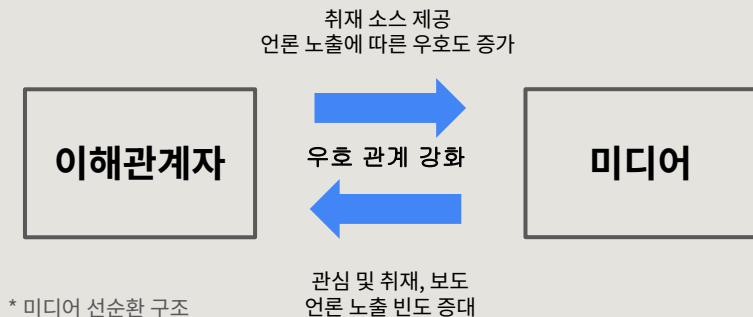 취재 소스 제공
언론 노출에 따른 우호도 증가
이해관계자
우호 관계 강화
미디어
관심 및 취재, 보도
언론 노출 빈도 증대
* 미디어 선순환 구조